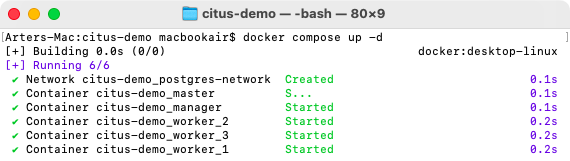 citus-demo — -bash — 80×9
[Arters-Mac:citus-demo macbookair$ docker compose up -d ]
[+] Building 0.0s (0/0) docker:desktop-linux
[+] Running 6/6
✔ Network citus-demo_postgres-network Created 0.1s
✔ Container citus-demo_master S... 0.1s
✔ Container citus-demo_manager Started 0.1s
✔ Container citus-demo_worker_2 Started 0.2s
✔ Container citus-demo_worker_3 Started 0.2s
✔ Container citus-demo_worker_1 Started 0.2s